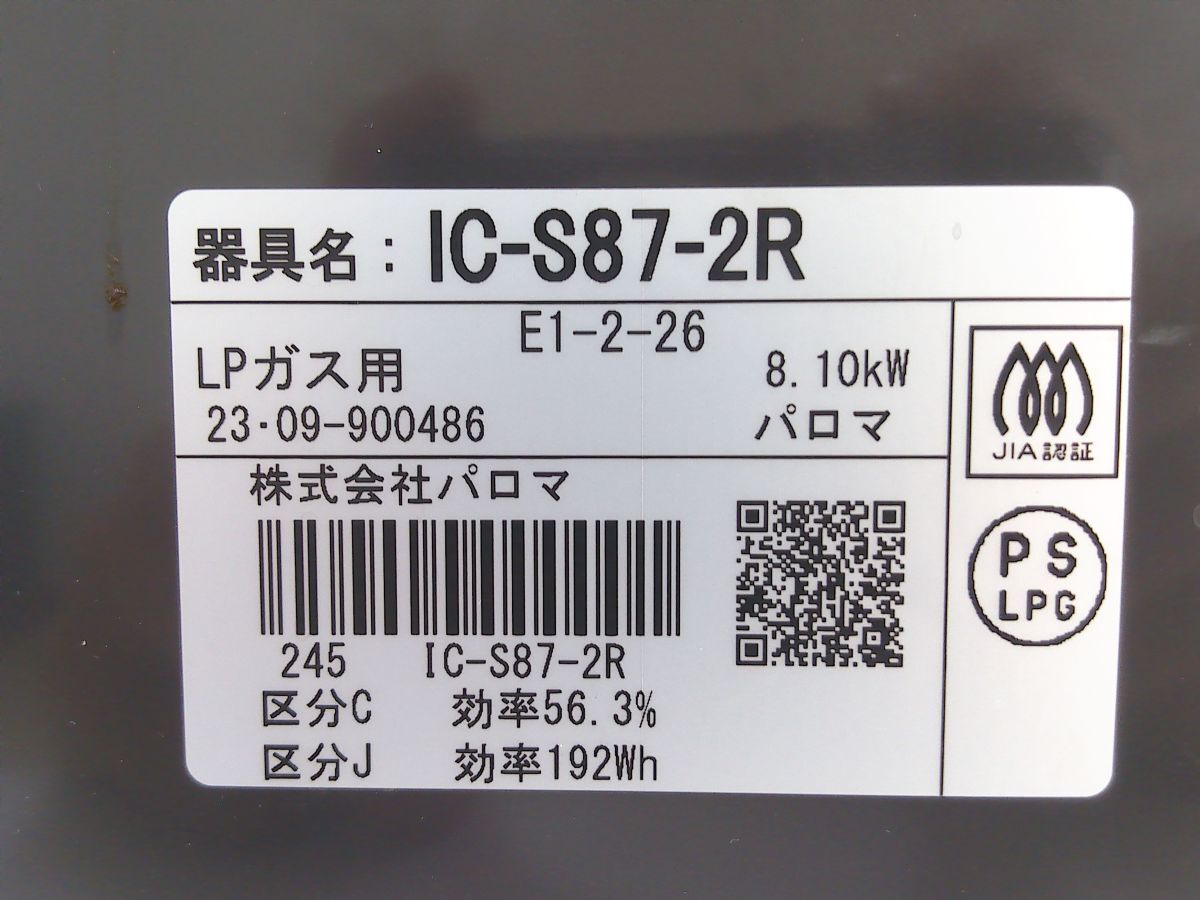 器具名：IC-S87-2R
E1-2-26
LPガス用
8.10kW
23・09-900486
パロマ
JIA認証
株式会社パロマ
245 IC-S87-2R
区分C 効率56.3%
区分J 効率192Wh
PS
LPG